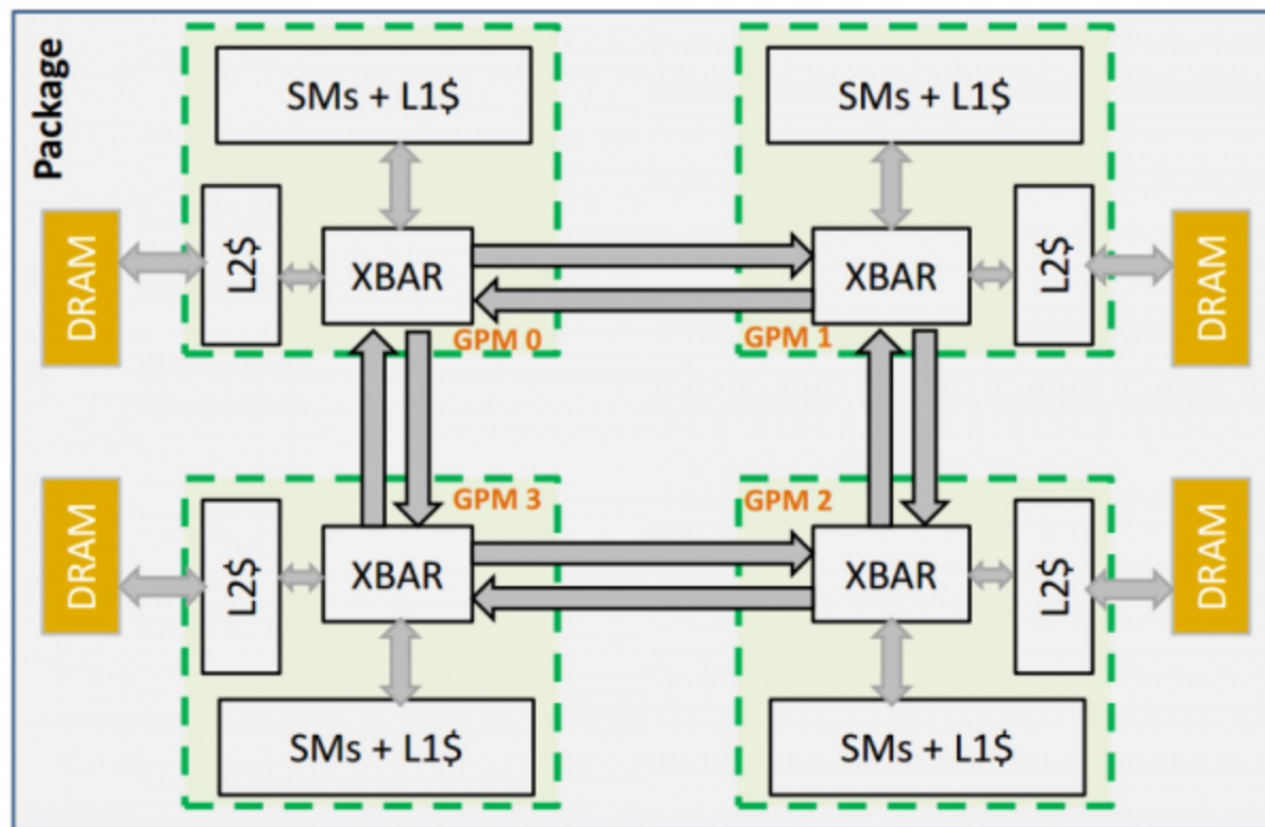 Package
SMs + L1$
SMs + L1$
DRAM
L2$
XBAR
XBAR
L2$
DRAM
GPM 0
GPM 1
GPM 3
GPM 2
DRAM
L2$
XBAR
XBAR
L2$
DRAM
SMs + L1$
SMs + L1$